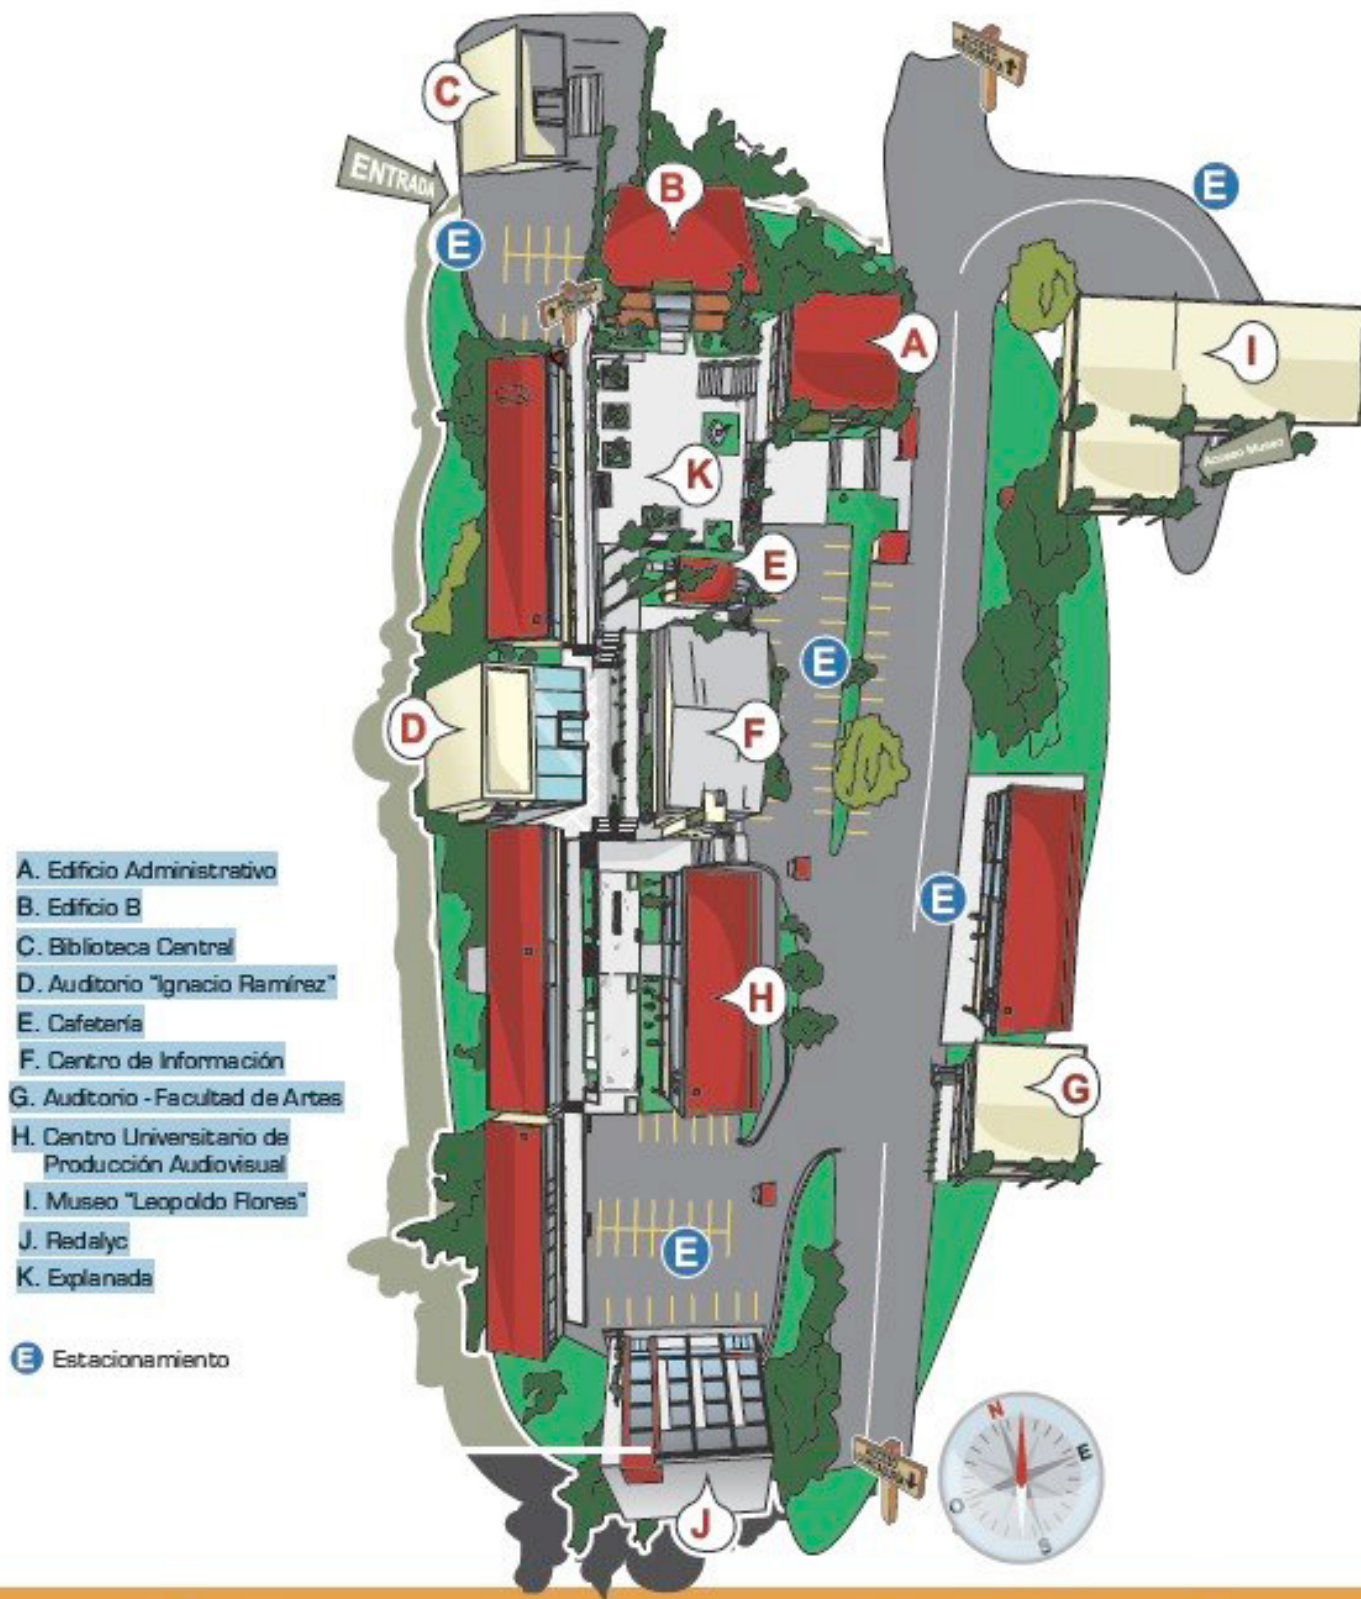 C
ENTRADA
B
E
E
A
I
Acceso Museo
K
E
E
D
F
A. Edificio Administrativo
B. Edificio B
C. Biblioteca Central
D. Auditorio "Ignacio Ramírez"
E. Cafetería
F. Centro de Información
G. Auditorio - Facultad de Artes
H. Centro Universitario de
Producción Audiovisual
I. Museo "Leopoldo Flores"
J. Redalyc
K. Explanada
E Estacionamiento
E
H
G
E
J
N
E
O
S